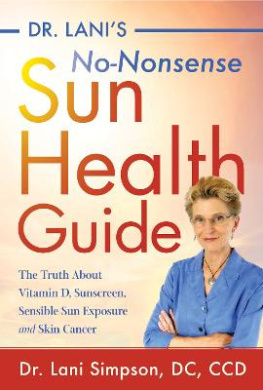 DR. LANI'S
No-Nonsense
Sun
Health
Guide
The Truth About
Vitamin D, Sunscreen,
Sensible Sun Exposure
and Skin Cancer
Dr. Lani Simpson, DC, CCD